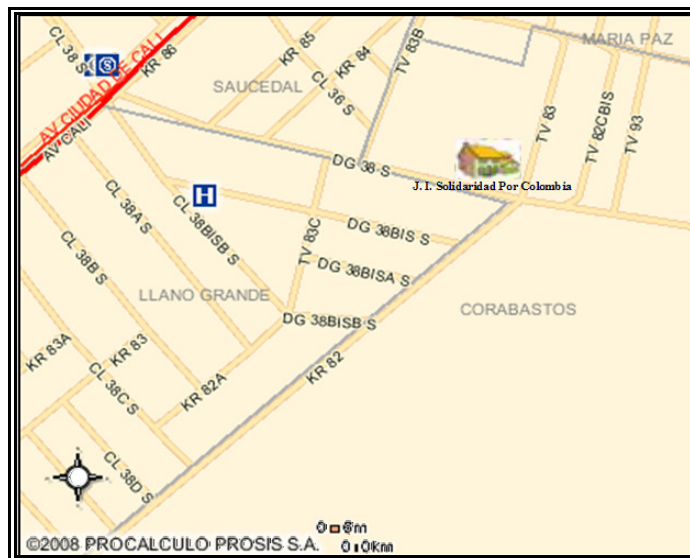 CL 38 S
KR 86
KR 85
KR 84
TV 83B
MARIA PAZ
SAUCEDAL
CL 36 S
AV CIUDAD DE CALI
AV CALI
TV 83
TV 82CBIS
TV 93
DG 38 S
J. I. Solidaridad Por Colombia
H
CL 38A S
CL 38BISB S
DG 38BIS S
TV 83C
CL 38B S
DG 38BISA S
LLANO GRANDE
CORABASTOS
DG 38BISB S
KR 83A
KR 83
KR 82
CL 38C S
KR 82A
CL 38D S
©2008 PROCALCULO PROSIS S.A.